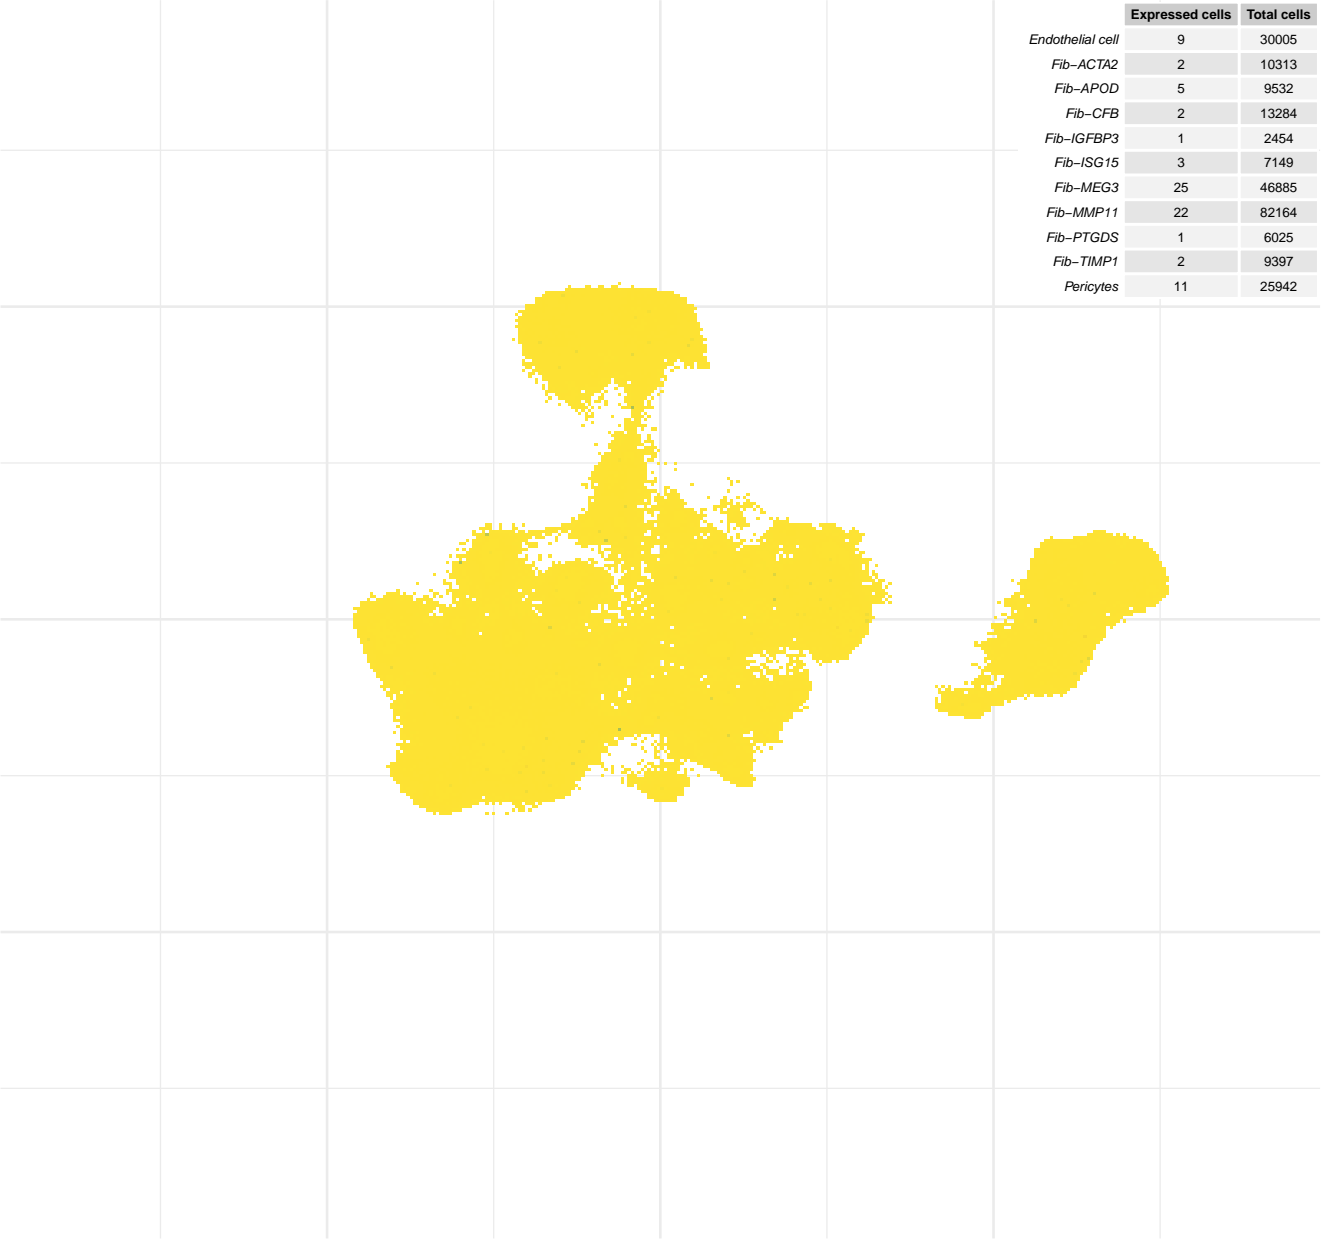 Expressed cells Total cells
Endothelial cell 9 30005
Fib−ACTA2 2 10313
Fib−APOD 5 9532
Fib−CFB 2 13284
Fib−IGFBP3 1 2454
Fib−ISG15 3 7149
Fib−MEG3 25 46885
Fib−MMP11 22 82164
Fib−PTGDS 1 6025
Fib−TIMP1 2 9397
Pericytes 11 25942